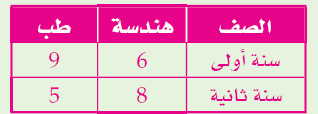 الصف هندسة طب
سنة أولى 6 9
سنة ثانية 8 5